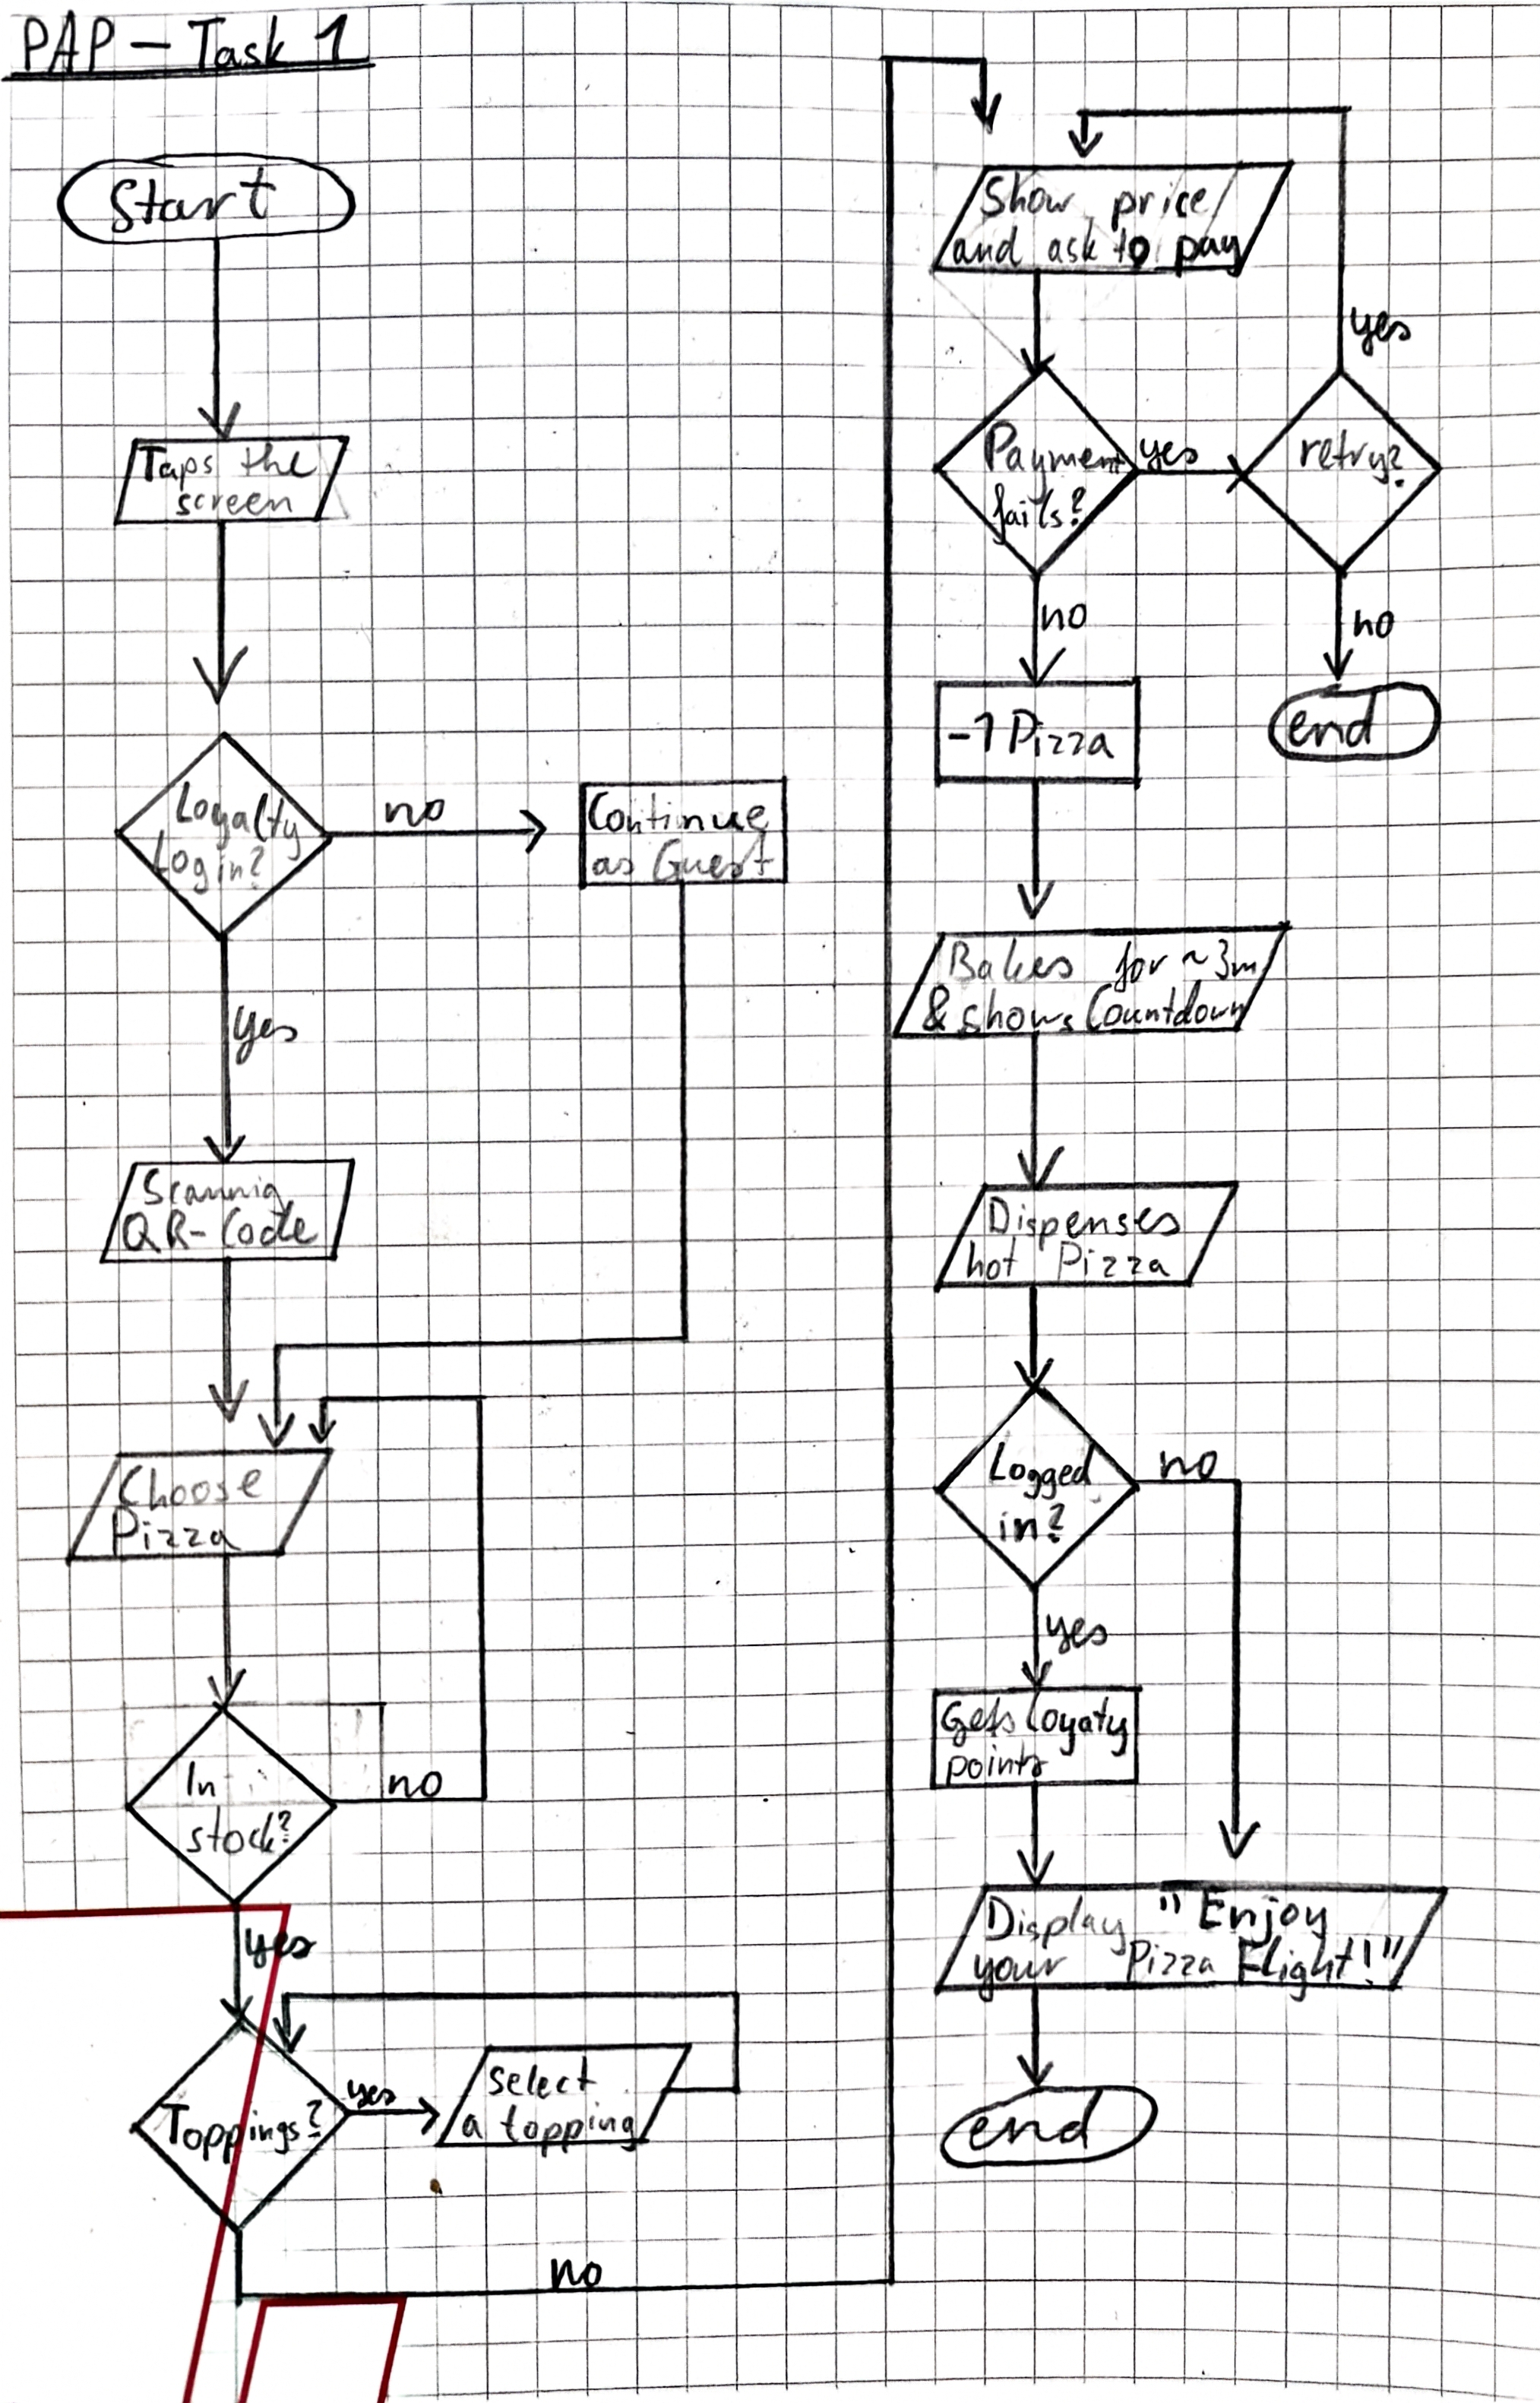 PAP - Task 1
Start
Taps the
screen
Loyalty
Login?
no
Continue
as Guest
yes
Scannig
QR-Code
Choose
Pizza
In
stock?
no
yes
Toppings?
yes
select
a topping
no
Show price
and ask to pay
Payment
fails?
yes
retry?
yes
no
end
no
-1 Pizza
Bakes for ~3m
& shows Countdown
Dispenses
hot Pizza
Logged
in?
no
yes
Gets loyaty
points
Display "Enjoy
your Pizza Flight!"
end